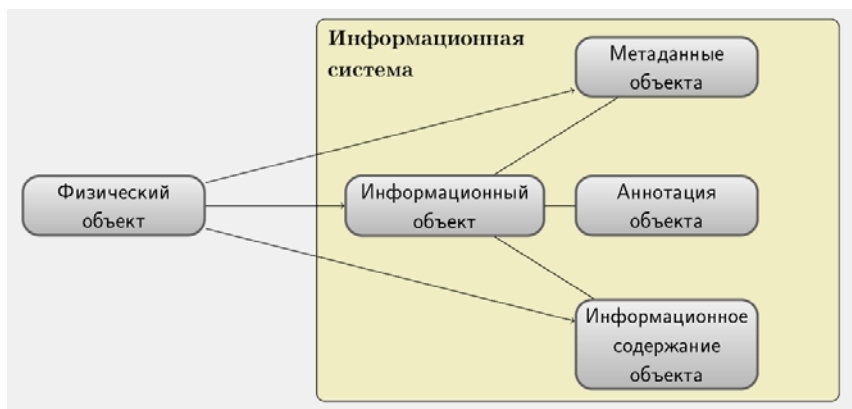 Информационная
система
Метаданные
объекта
Физический
объект
Информационный
объект
Аннотация
объекта
Информационное
содержание
объекта